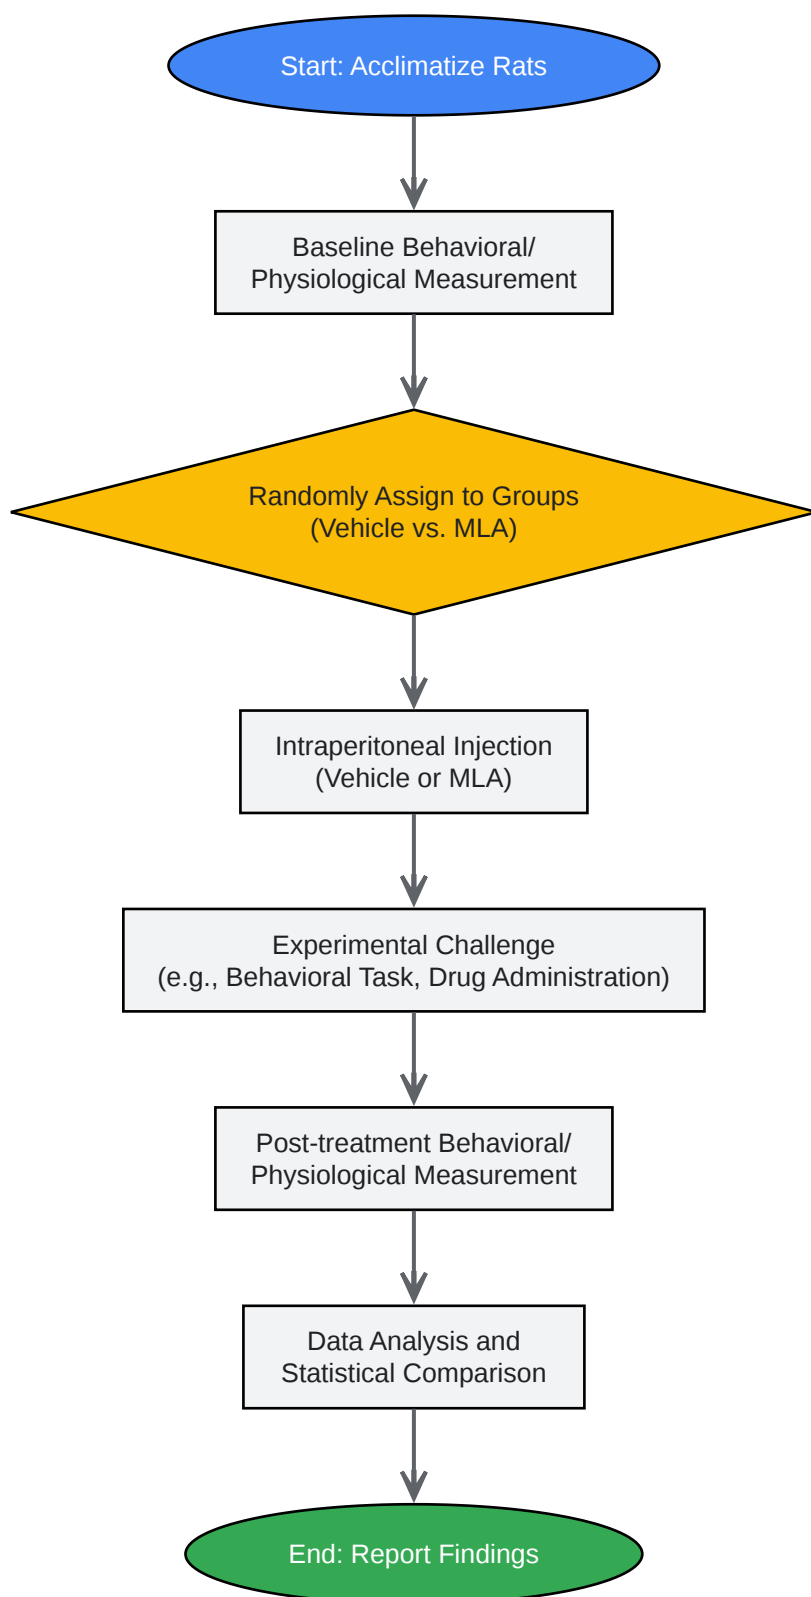 Start: Acclimatize Rats
Baseline Behavioral/
Physiological Measurement
Randomly Assign to Groups
(Vehicle vs. MLA)
Intraperitoneal Injection
(Vehicle or MLA)
Experimental Challenge
(e.g., Behavioral Task, Drug Administration)
Post-treatment Behavioral/
Physiological Measurement
Data Analysis and
Statistical Comparison
End: Report Findings